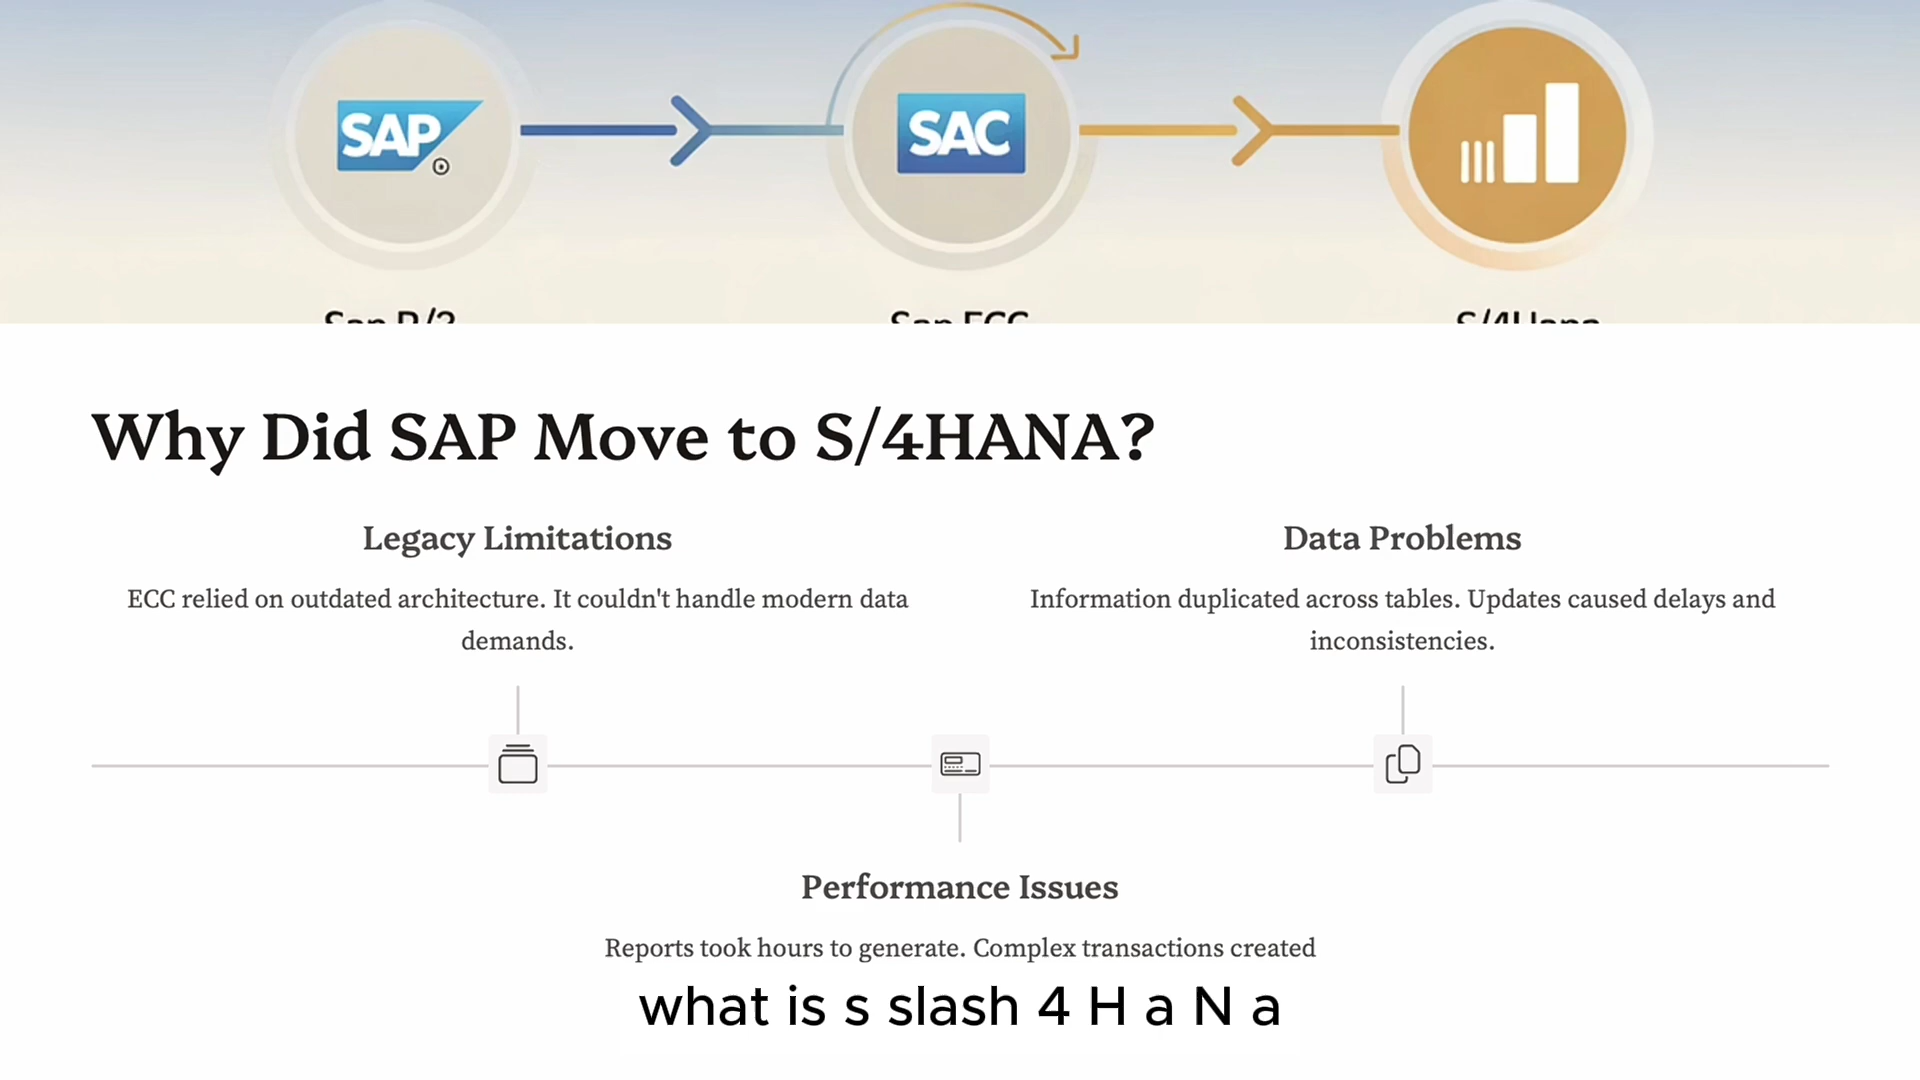 SAP
SAC
Why Did SAP Move to S/4HANA?
Legacy Limitations
ECC relied on outdated architecture. It couldn't handle modern data
demands.
Data Problems
Information duplicated across tables. Updates caused delays and
inconsistencies.
Performance Issues
Reports took hours to generate. Complex transactions created
what is s slash 4 H a N a